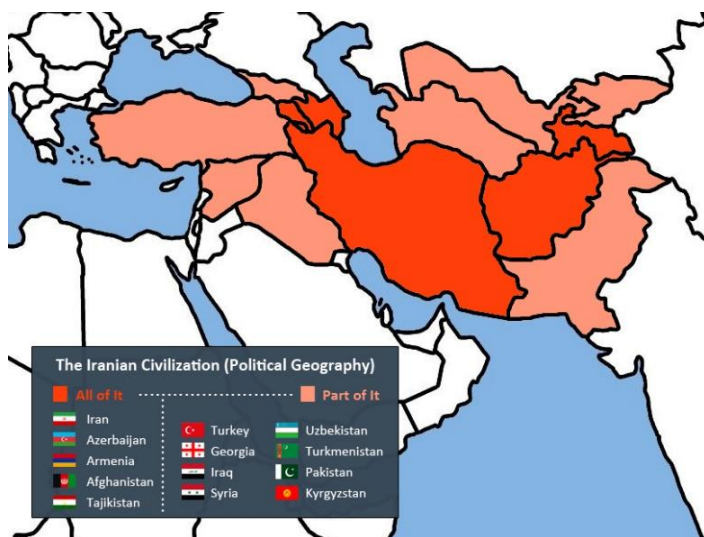 The Iranian Civilization (Political Geography)
All of It
Part of It
Iran
Azerbaijan
Armenia
Afghanistan
Tajikistan
Turkey
Georgia
Iraq
Syria
Uzbekistan
Turkmenistan
Pakistan
Kyrgyzstan